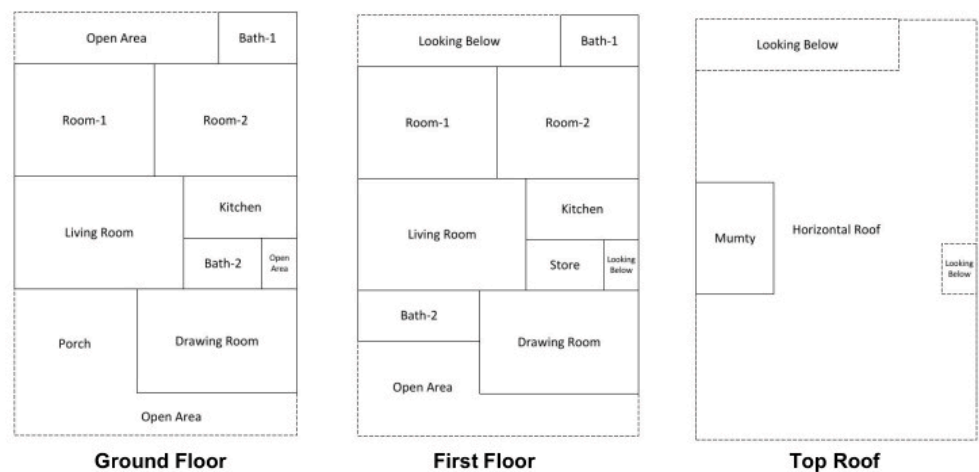 Open Area
Bath-1
Room-1
Room-2
Living Room
Kitchen
Bath-2
Open
Area
Porch
Drawing Room
Open Area
Ground Floor
Looking Below
Bath-1
Room-1
Room-2
Living Room
Kitchen
Store
Looking
Below
Bath-2
Drawing Room
Open Area
First Floor
Looking Below
Mumty
Horizontal Roof
Looking
Below
Top Roof